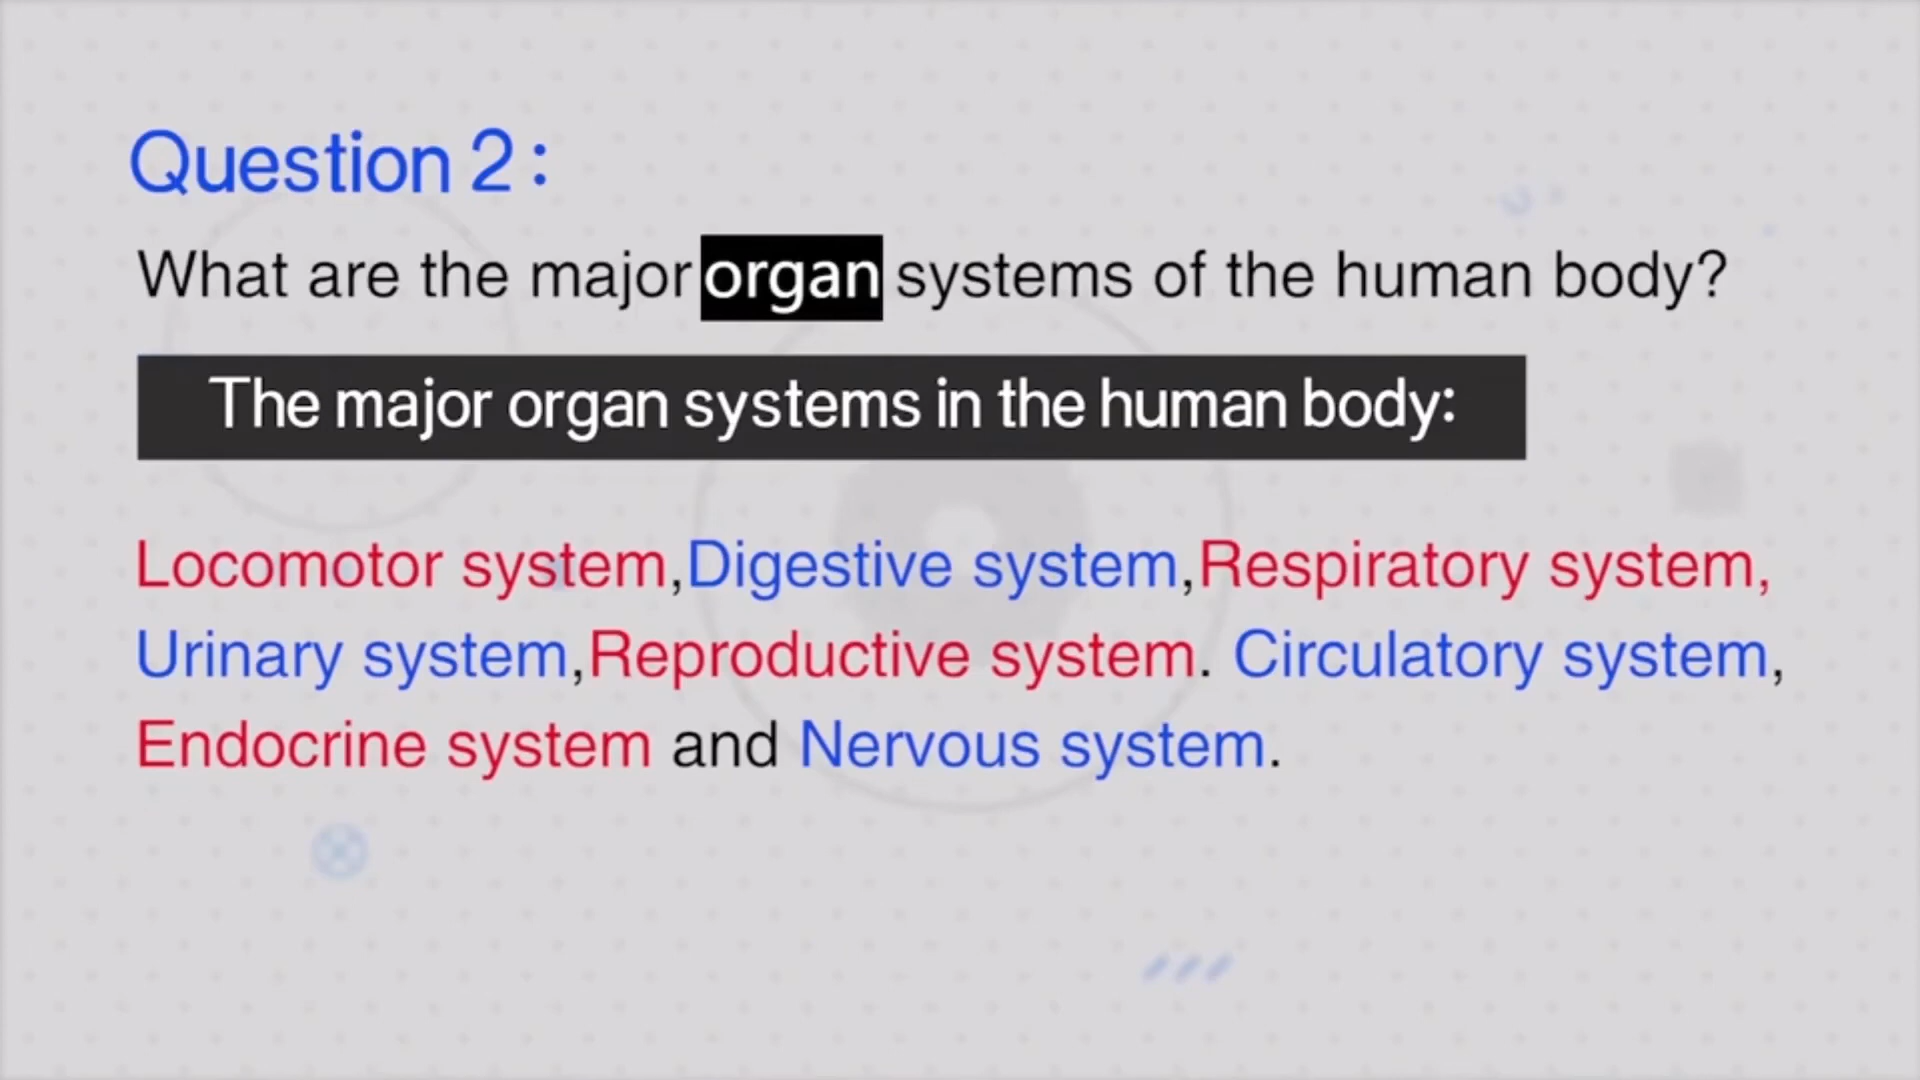 Question 2:
What are the major organ systems of the human body?
The major organ systems in the human body:
Locomotor system,Digestive system,Respiratory system,
Urinary system,Reproductive system. Circulatory system,
Endocrine system and Nervous system.